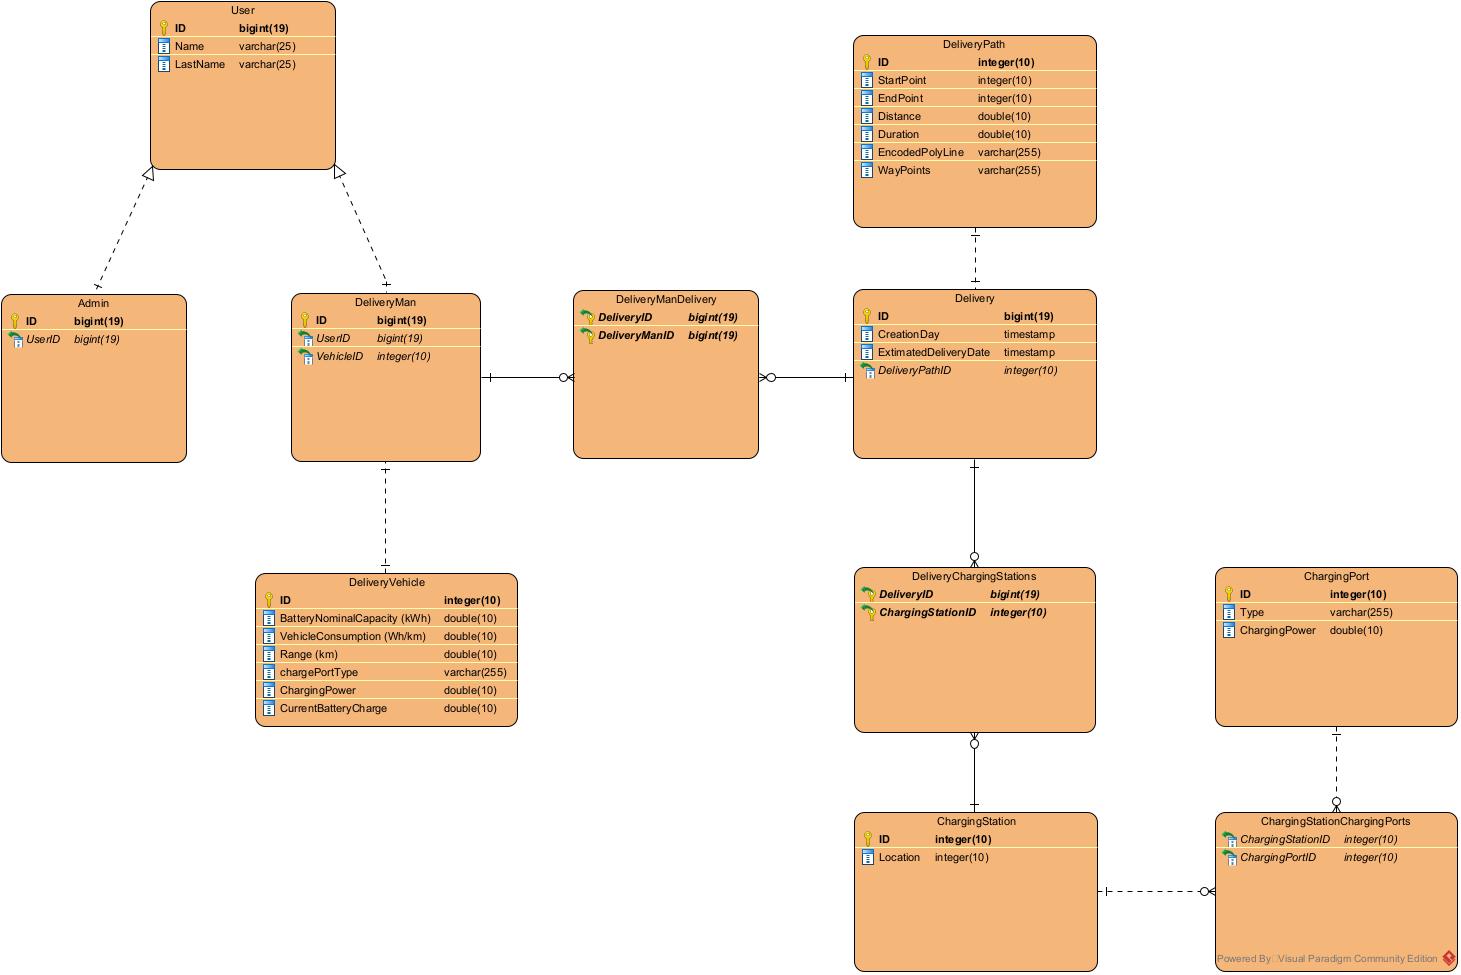 User
ID bigint(19)
Name varchar(25)
LastName varchar(25)
DeliveryPath
ID integer(10)
StartPoint integer(10)
EndPoint integer(10)
Distance double(10)
Duration double(10)
EncodedPolyLine varchar(255)
WayPoints varchar(255)
Admin
ID bigint(19)
UserID bigint(19)
DeliveryMan
ID bigint(19)
UserID bigint(19)
VehicleID integer(10)
DeliveryManDelivery
DeliveryID bigint(19)
DeliveryManID bigint(19)
Delivery
ID bigint(19)
CreationDay timestamp
ExtimatedDeliveryDate timestamp
DeliveryPathID integer(10)
DeliveryVehicle
ID integer(10)
BatteryNominalCapacity (kWh) double(10)
VehicleConsumption (Wh/km) double(10)
Range (km) double(10)
chargePortType varchar(255)
ChargingPower double(10)
CurrentBatteryCharge double(10)
DeliveryChargingStations
DeliveryID bigint(19)
ChargingStationID integer(10)
ChargingPort
ID integer(10)
Type varchar(255)
ChargingPower double(10)
ChargingStation
ID integer(10)
Location integer(10)
ChargingStationChargingPorts
ChargingStationID integer(10)
ChargingPortID integer(10)
Powered By Visual Paradigm Community Edition